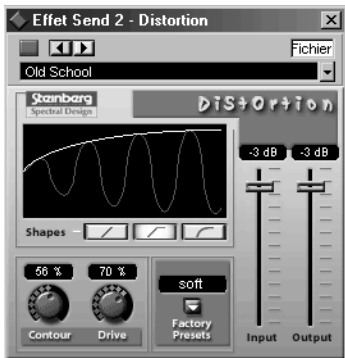 Effet Send 2 - Distortion
Fichier
Old School
Steinberg
Spectral Design
DiStOrtion
-3 dB -3 dB
Shapes
56 % 70 %
soft
Contour Drive
Factory
Presets
Input Output